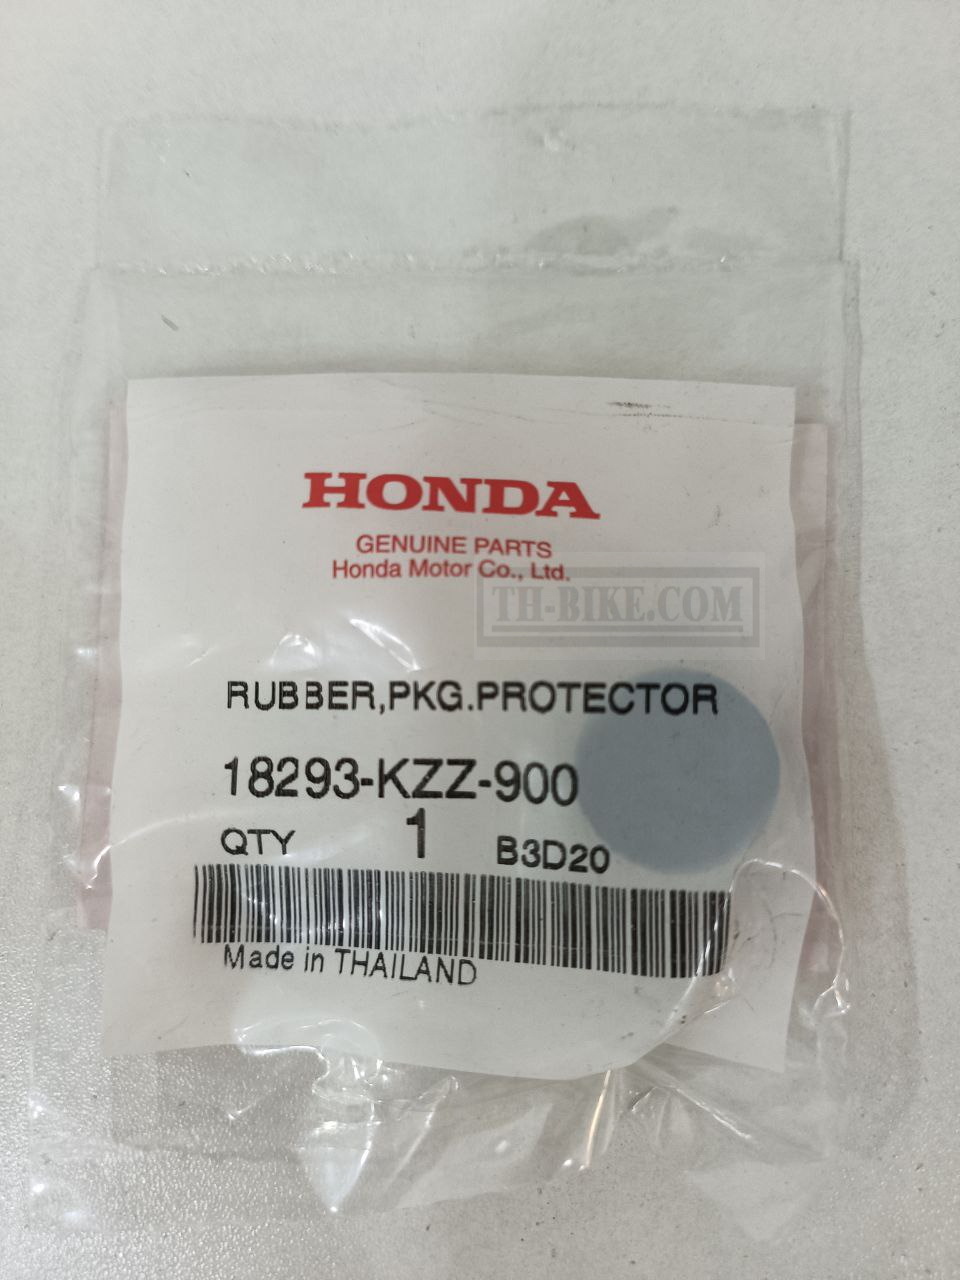 HONDA
GENUINE PARTS
Honda Motor Co., Ltd.
TH-BIKE.COM
RUBBER,PKG.PROTECTOR
18293-KZZ-900
QTY 1 B3D20
Made in THAILAND